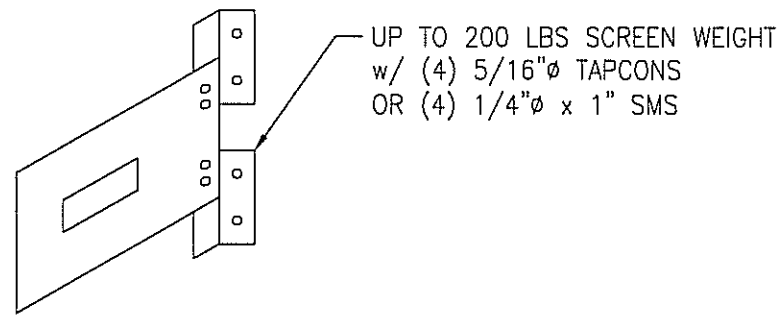 UP TO 200 LBS SCREEN WEIGHT
w/ (4) 5/16"ø TAPCONS
OR (4) 1/4"ø x 1" SMS